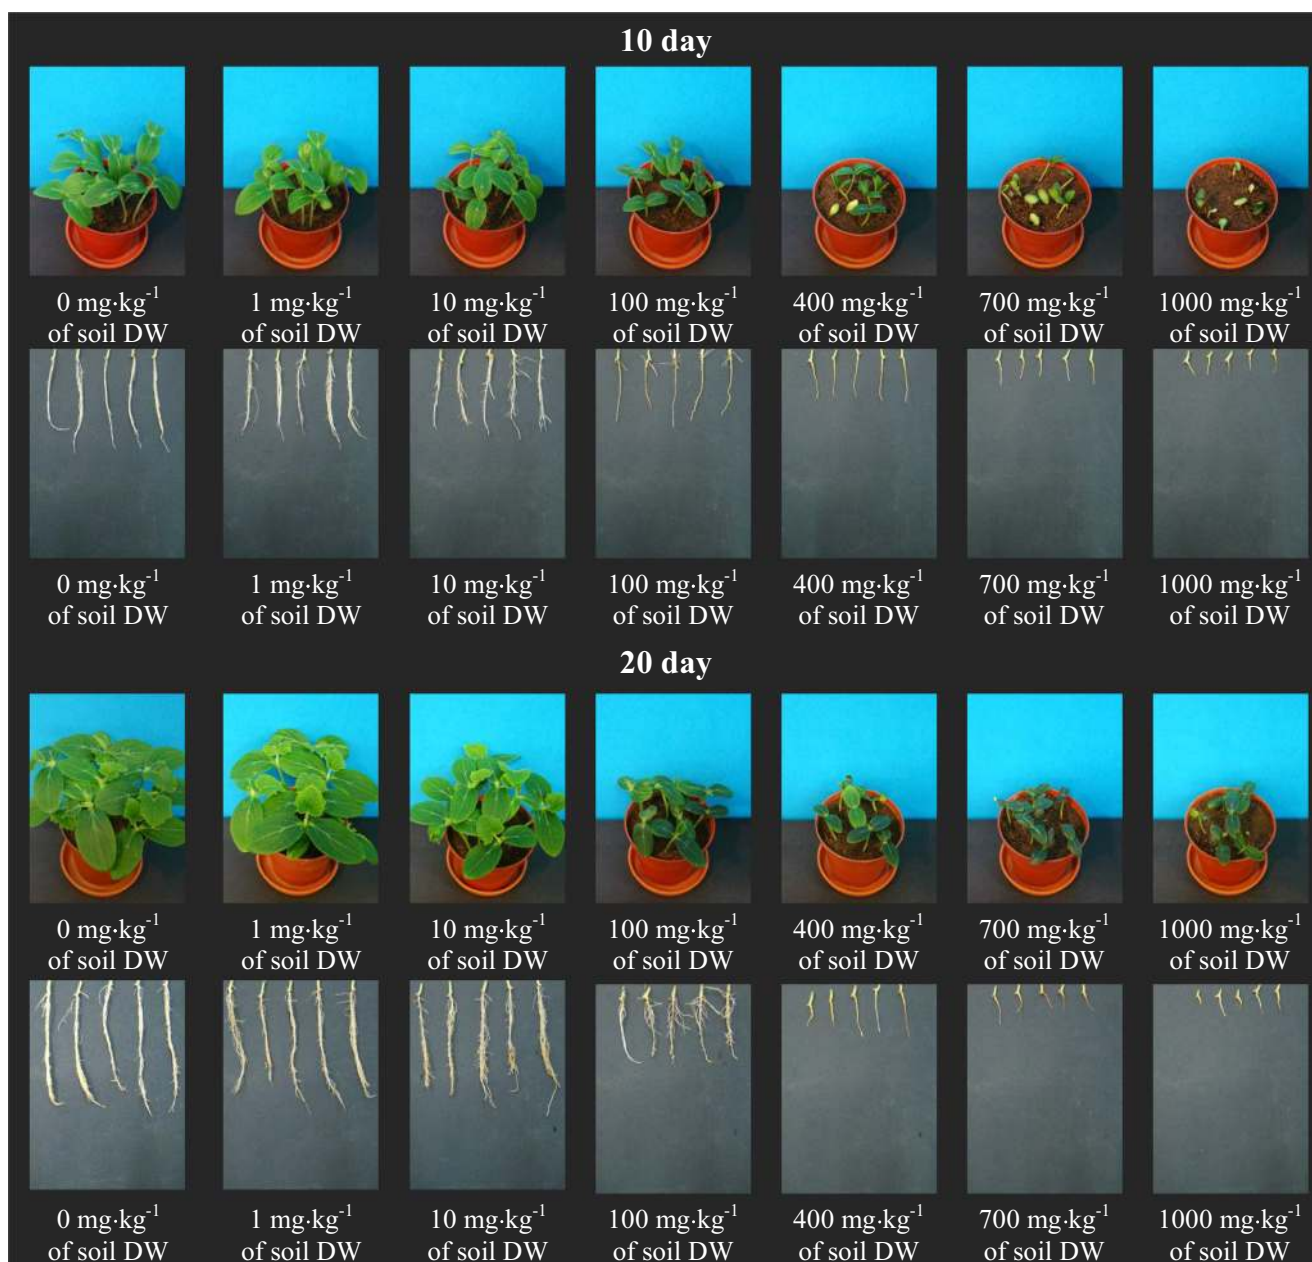 10 day
0 mg·kg⁻¹ 1 mg·kg⁻¹ 10 mg·kg⁻¹ 100 mg·kg⁻¹ 400 mg·kg⁻¹ 700 mg·kg⁻¹ 1000 mg·kg⁻¹
of soil DW of soil DW of soil DW of soil DW of soil DW of soil DW of soil DW
0 mg·kg⁻¹ 1 mg·kg⁻¹ 10 mg·kg⁻¹ 100 mg·kg⁻¹ 400 mg·kg⁻¹ 700 mg·kg⁻¹ 1000 mg·kg⁻¹
of soil DW of soil DW of soil DW of soil DW of soil DW of soil DW of soil DW
20 day
0 mg·kg⁻¹ 1 mg·kg⁻¹ 10 mg·kg⁻¹ 100 mg·kg⁻¹ 400 mg·kg⁻¹ 700 mg·kg⁻¹ 1000 mg·kg⁻¹
of soil DW of soil DW of soil DW of soil DW of soil DW of soil DW of soil DW
0 mg·kg⁻¹ 1 mg·kg⁻¹ 10 mg·kg⁻¹ 100 mg·kg⁻¹ 400 mg·kg⁻¹ 700 mg·kg⁻¹ 1000 mg·kg⁻¹
of soil DW of soil DW of soil DW of soil DW of soil DW of soil DW of soil DW